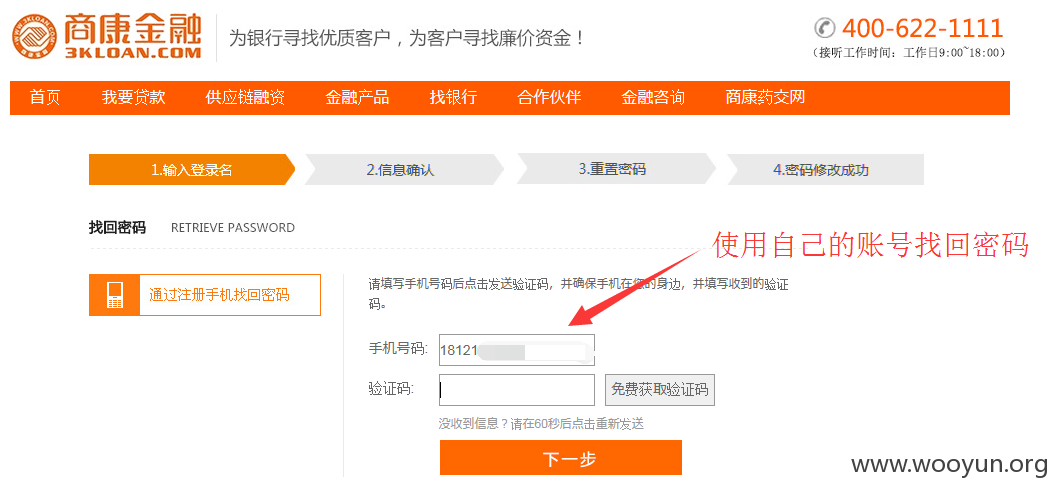 商康金融
3KLOAN.COM
为银行寻找优质客户，为客户寻找廉价资金！
400-622-1111
(接听工作时间：工作日9:00~18:00)
首页 我要贷款 供应链融资 金融产品 找银行 合作伙伴 金融咨询 商康药交网
1.输入登录名 2.信息确认 3.重置密码 4.密码修改成功
找回密码 RETRIEVE PASSWORD
使用自己的账号找回密码
通过注册手机找回密码
请填写手机号码后点击发送验证码，并确保手机在您的身边，并填写收到的验证
码。
手机号码: 18121
验证码: 免费获取验证码
没收到信息？请在60秒后点击重新发送
下一步
www.wooyun.org